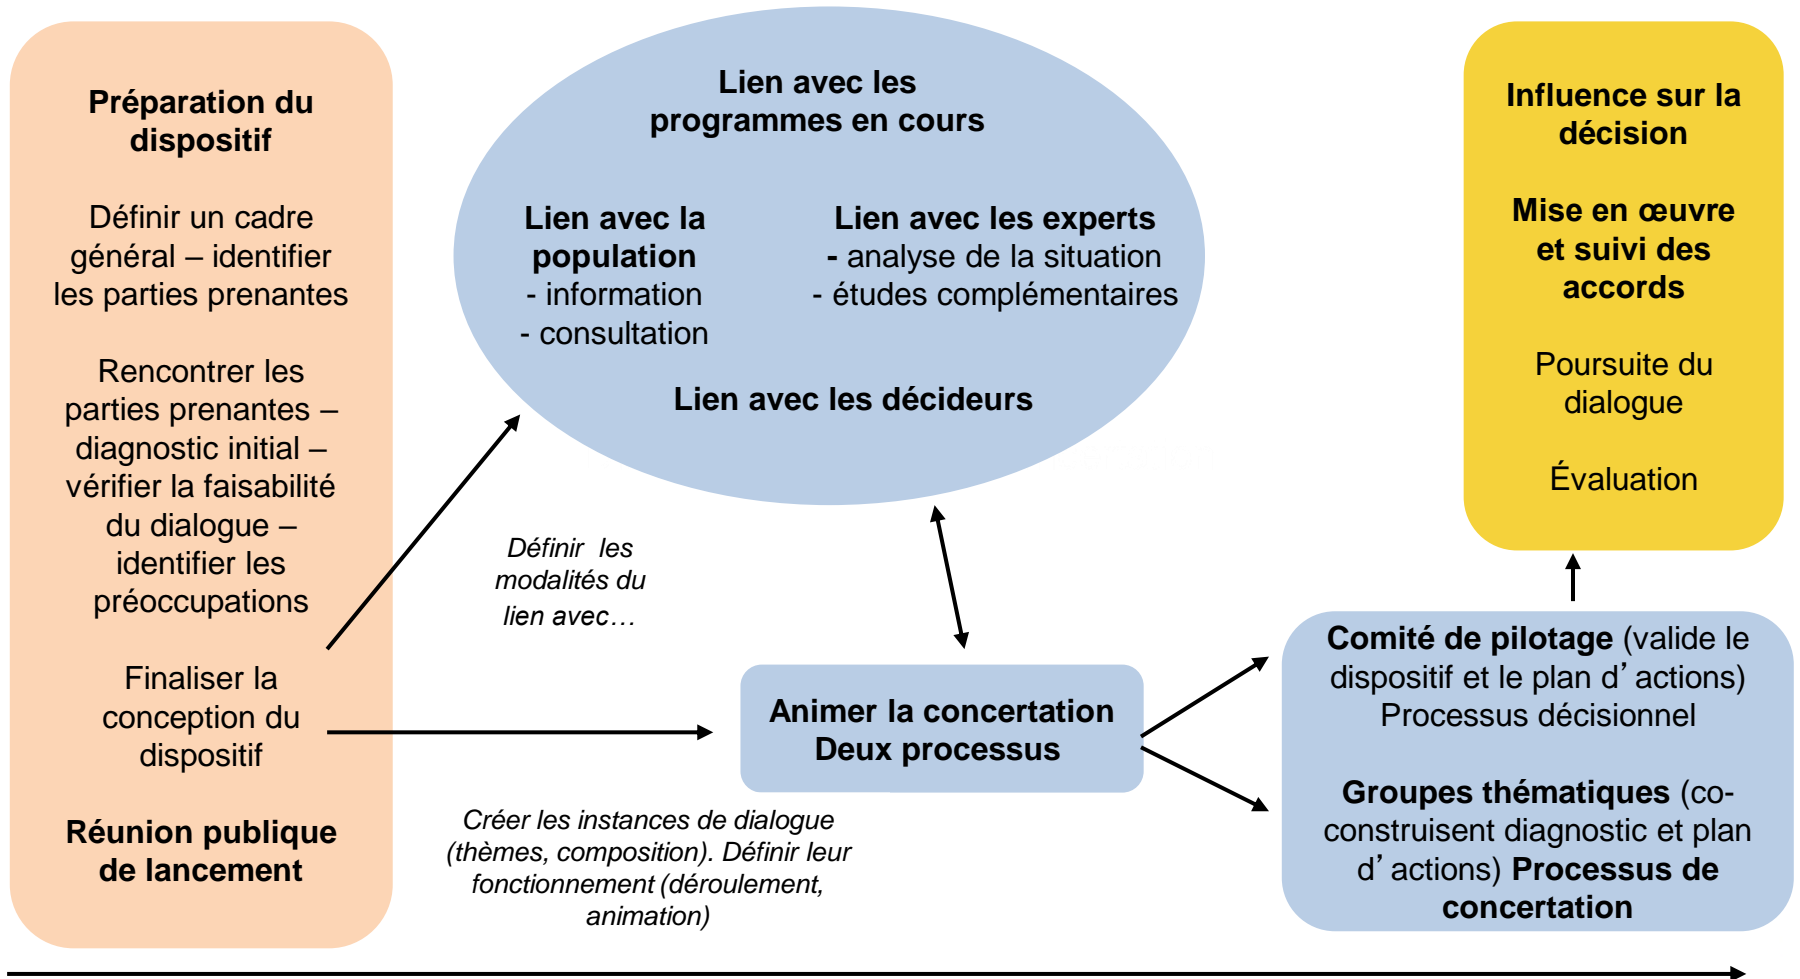 Préparation du
dispositif
Définir un cadre
général – identifier
les parties prenantes
Rencontrer les
parties prenantes –
diagnostic initial –
vérifier la faisabilité
du dialogue –
identifier les
préoccupations
Finaliser la
conception du
dispositif
Réunion publique
de lancement
Lien avec les
programmes en cours
Lien avec la
population
- information
- consultation
Lien avec les experts
- analyse de la situation
- études complémentaires
Lien avec les décideurs
Définir les
modalités du
lien avec…
Animer la concertation
Deux processus
Créer les instances de dialogue
(thèmes, composition). Définir leur
fonctionnement (déroulement,
animation)
Influence sur la
décision
Mise en œuvre
et suivi des
accords
Poursuite du
dialogue
Évaluation
Comité de pilotage (valide le
dispositif et le plan d’actions)
Processus décisionnel
Groupes thématiques (co-
construisent diagnostic et plan
d’actions) Processus de
concertation